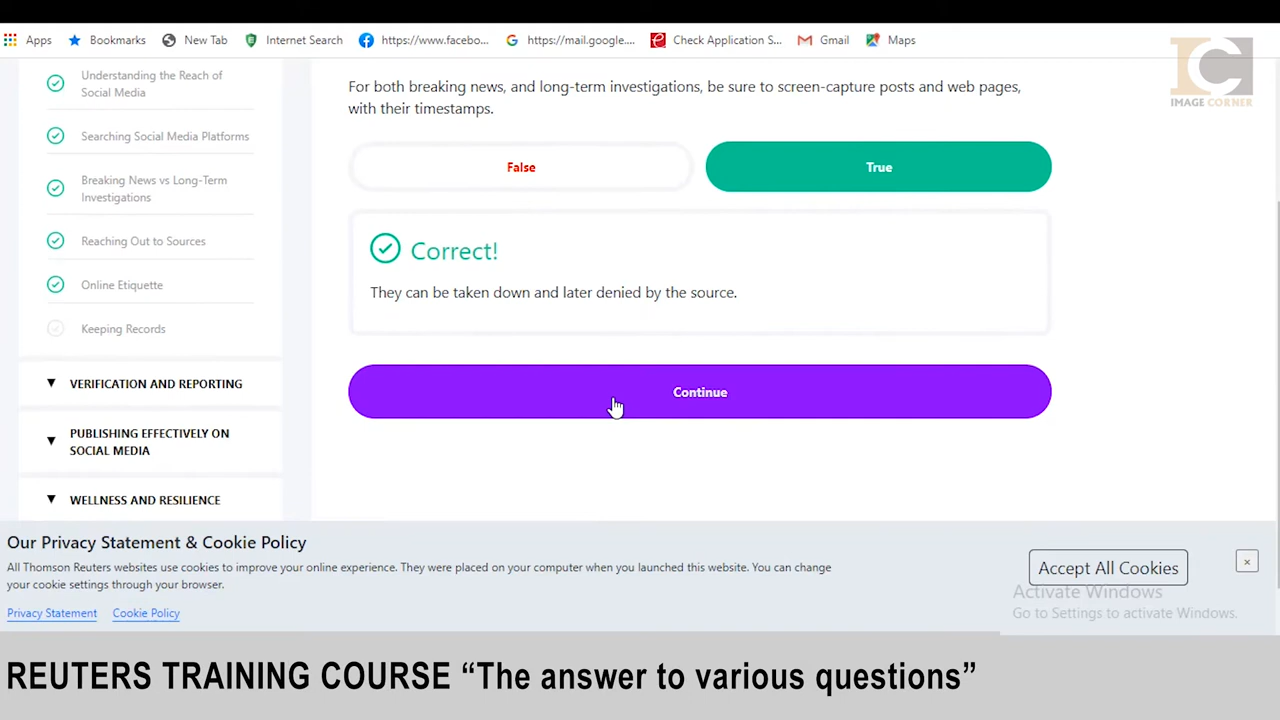 Apps Bookmarks New Tab Internet Search https://www.facebo... https://mail.google.... Check Application S... Gmail Maps
IC
IMAGE CORNER
Understanding the Reach of
Social Media
Searching Social Media Platforms
Breaking News vs Long-Term
Investigations
Reaching Out to Sources
Online Etiquette
Keeping Records
VERIFICATION AND REPORTING
PUBLISHING EFFECTIVELY ON
SOCIAL MEDIA
WELLNESS AND RESILIENCE
For both breaking news, and long-term investigations, be sure to screen-capture posts and web pages,
with their timestamps.
False True
Correct!
They can be taken down and later denied by the source.
Continue
Our Privacy Statement & Cookie Policy
All Thomson Reuters websites use cookies to improve your online experience. They were placed on your computer when you launched this website. You can change
your cookie settings through your browser.
Privacy Statement Cookie Policy
Accept All Cookies
Activate Windows
Go to Settings to activate Windows.
REUTERS TRAINING COURSE “The answer to various questions”